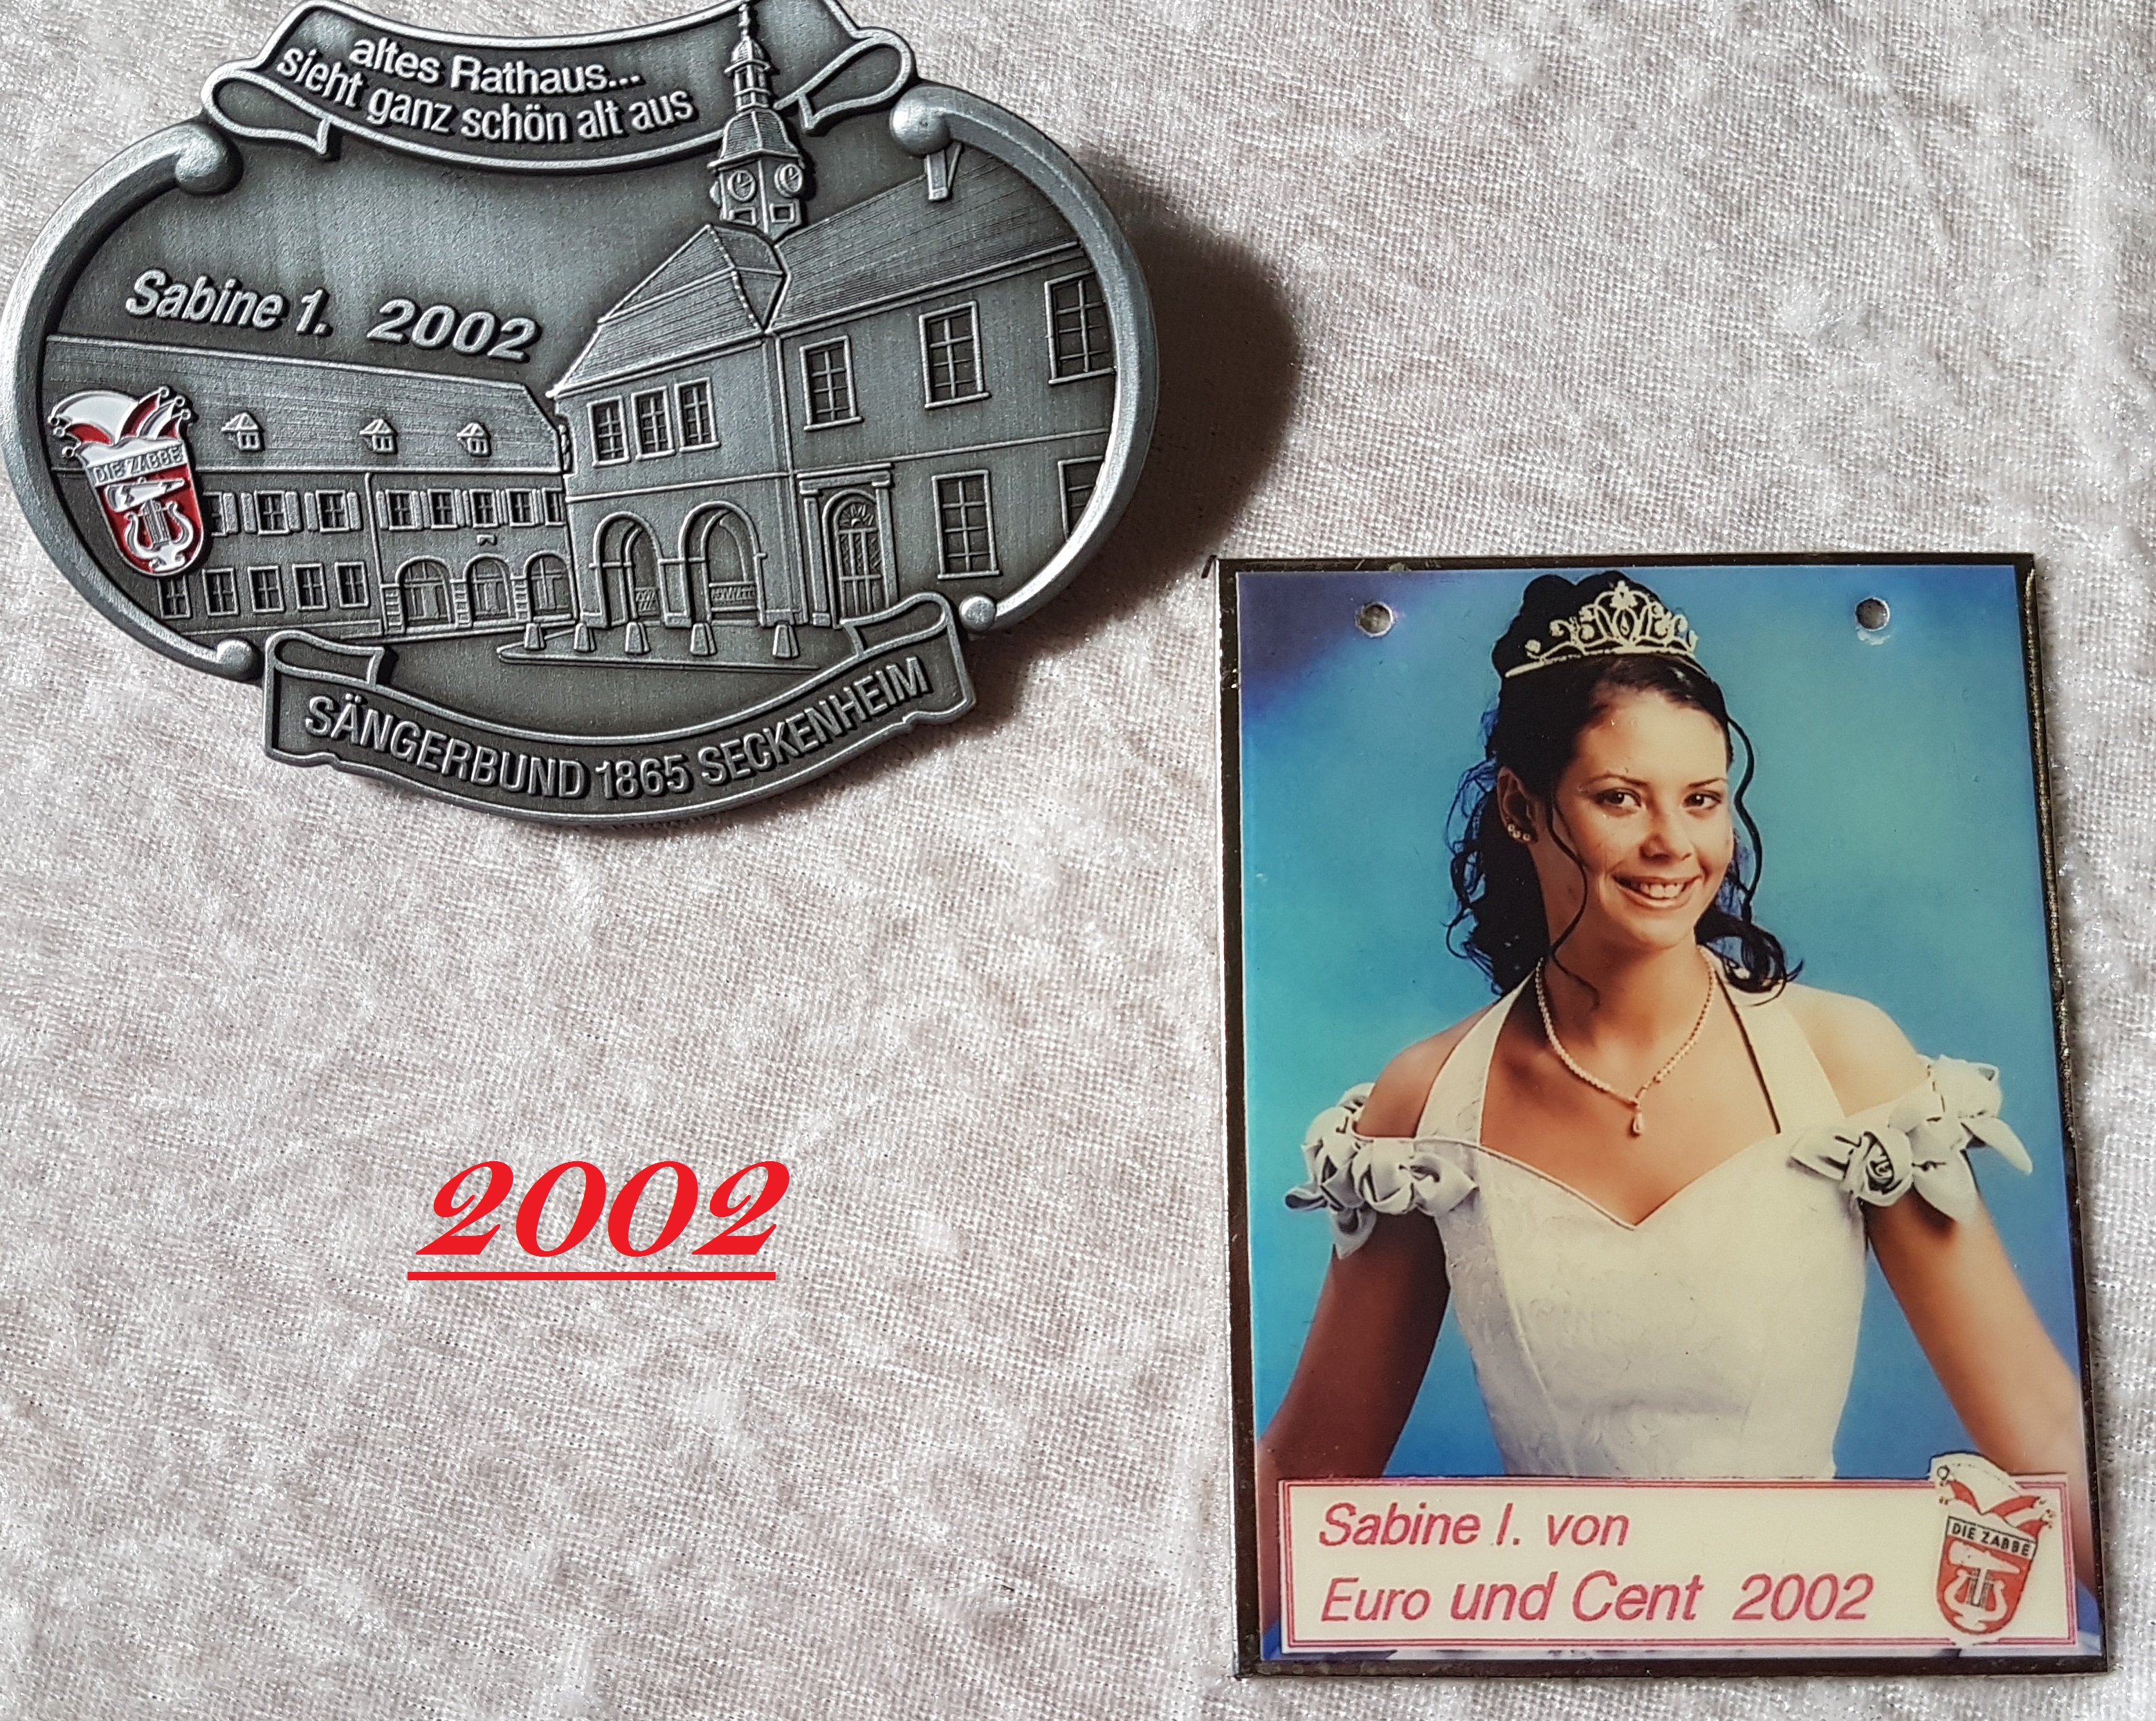 altes Rathaus...
sieht ganz schön alt aus
Sabine 1. 2002
DIE ZABBE
SÄNGERBUND 1865 SECKENHEIM
2002
Sabine I. von
Euro und Cent 2002
DIE ZABBE